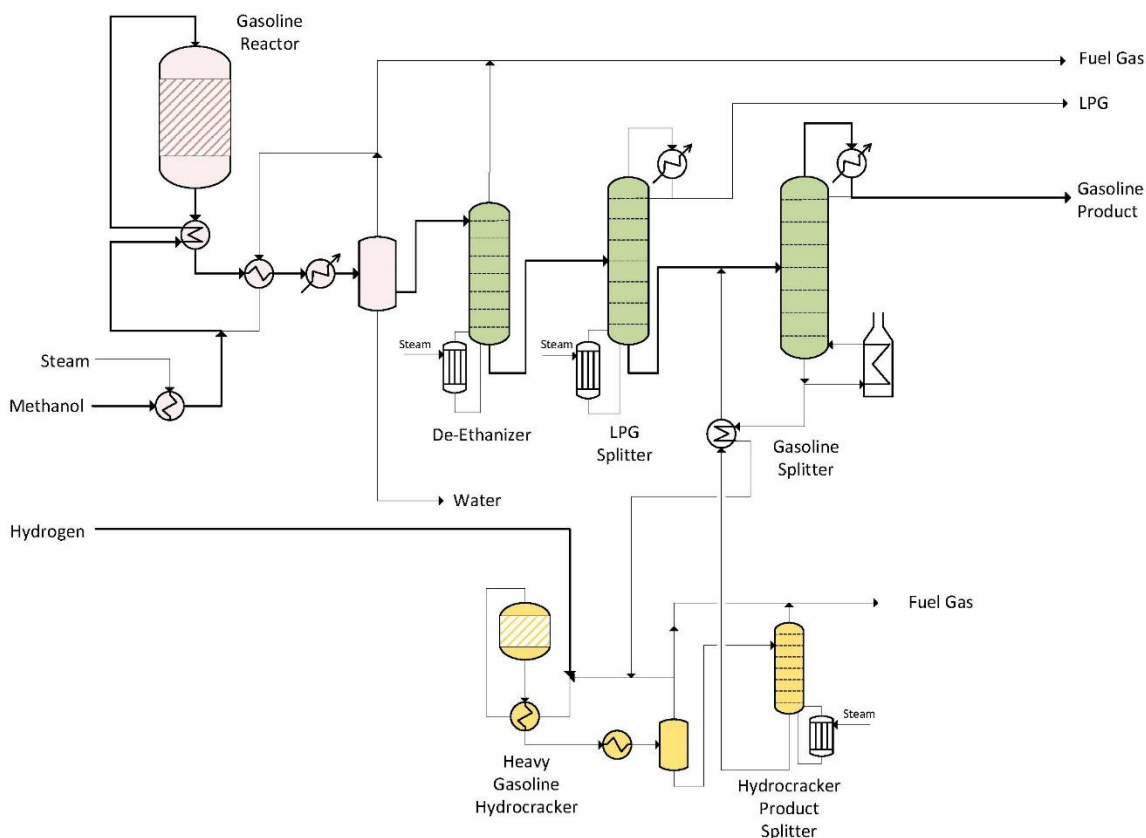 Gasoline
Reactor
Fuel Gas
LPG
Gasoline
Product
Steam
Methanol
Steam
Steam
De-Ethanizer
LPG
Splitter
Gasoline
Splitter
Water
Hydrogen
Fuel Gas
Steam
Heavy
Gasoline
Hydrocracker
Hydrocracker
Product
Splitter